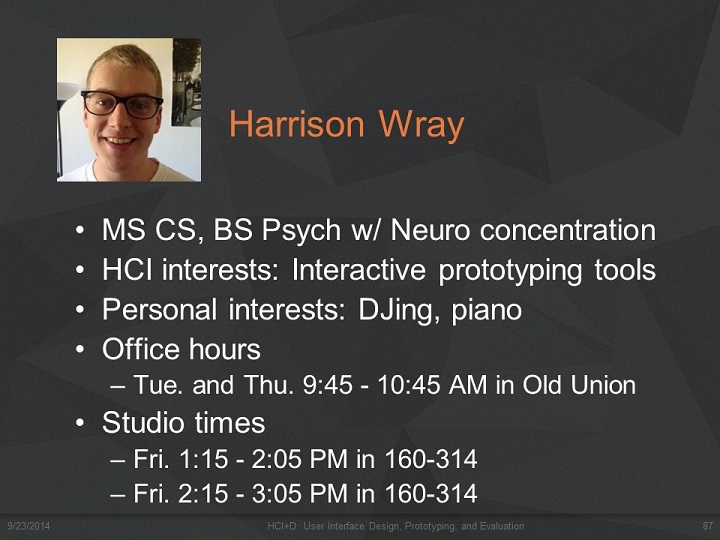 Harrison Wray
• MS CS, BS Psych w/ Neuro concentration
• HCI interests: Interactive prototyping tools
• Personal interests: DJing, piano
• Office hours
– Tue. and Thu. 9:45 - 10:45 AM in Old Union
• Studio times
– Fri. 1:15 - 2:05 PM in 160-314
– Fri. 2:15 - 3:05 PM in 160-314
9/23/2014 HCI+D: User Interface Design, Prototyping, and Evaluation 87